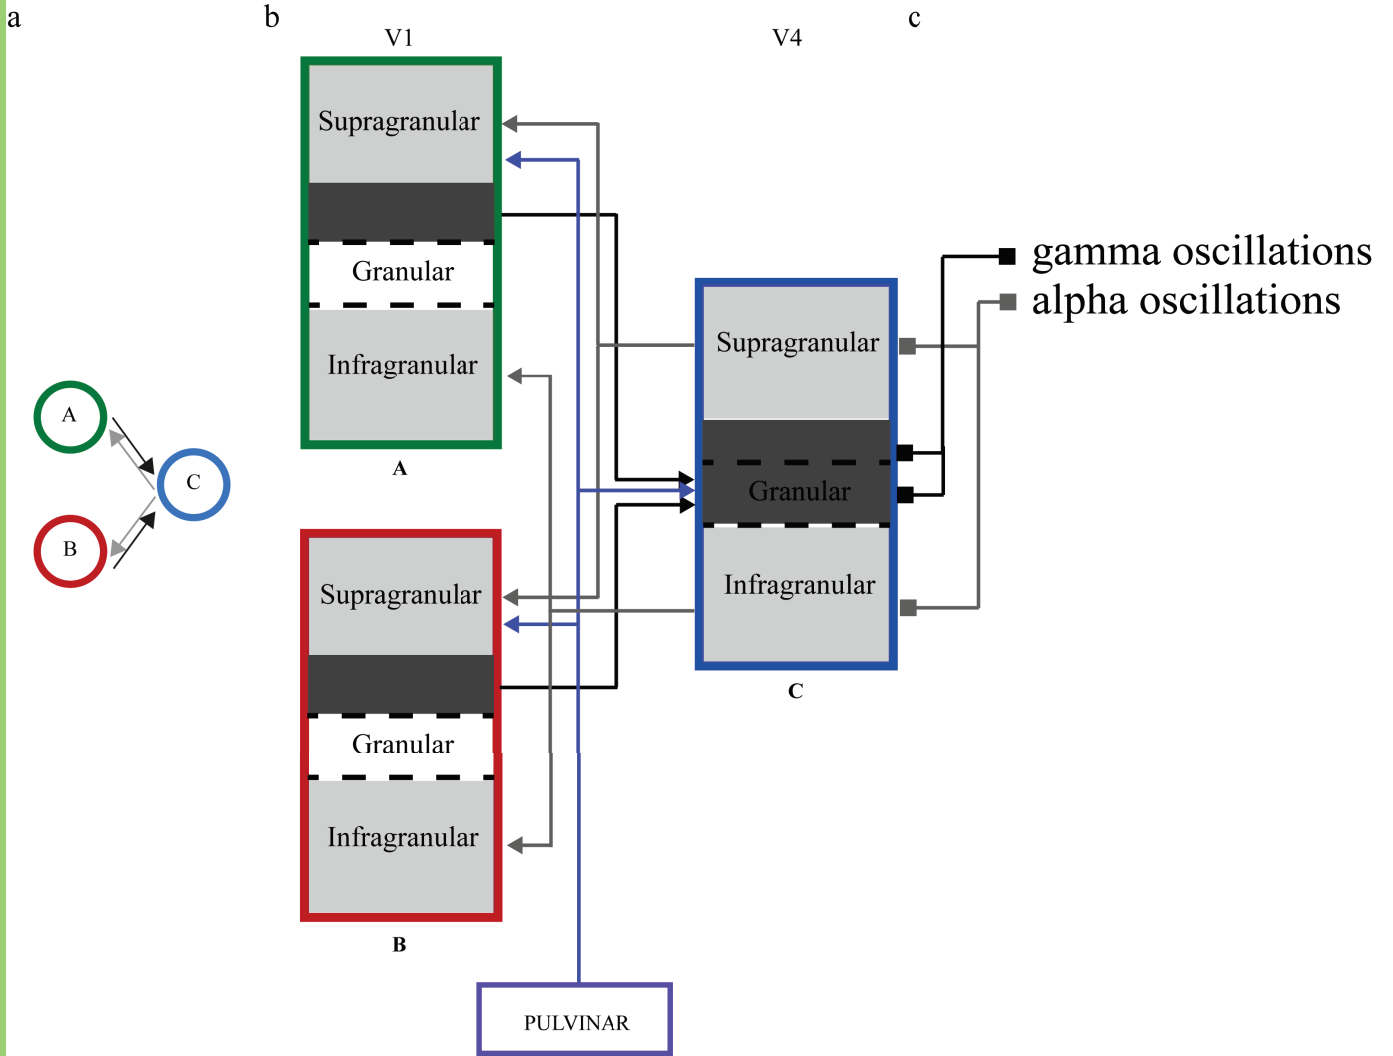 a
b
c
V1
V4
Supragranular
Granular
Infragranular
A
Supragranular
Granular
Infragranular
B
Supragranular
Granular
Infragranular
C
gamma oscillations
alpha oscillations
A
C
B
PULVINAR